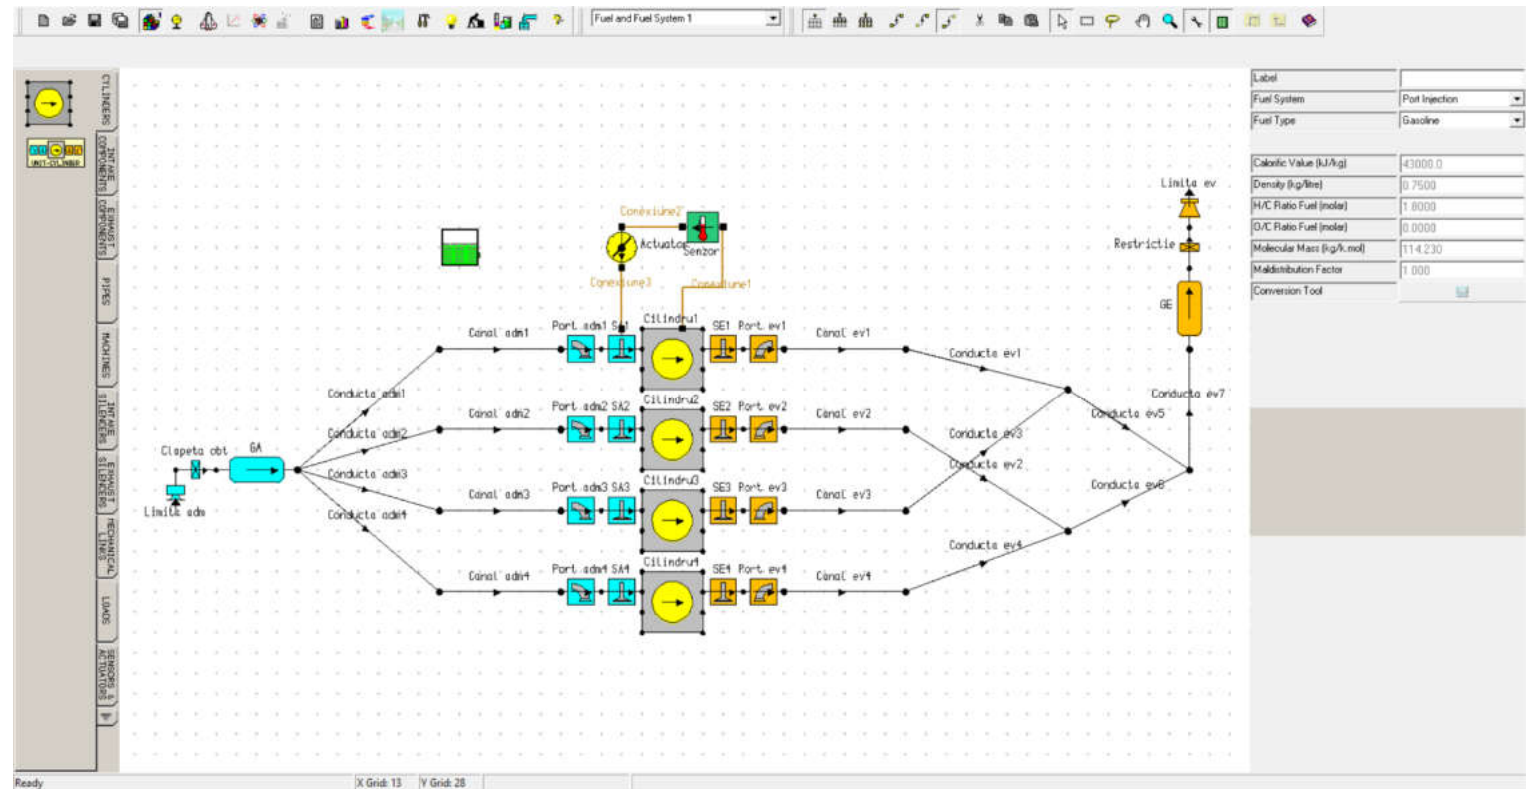 Fuel and Fuel System 1
CYLINDERS
UNIT-CYLINDER
INTAKE COMPONENTS
EXHAUST COMPONENTS
PIPES
MACHINES
INTAKE SILENCERS
EXHAUST SILENCERS
MECHANICAL LINKS
LOADS
SENSORS & ACTUATORS
Label
Fuel System Port Injection
Fuel Type Gasoline
Calorific Value (kJ/kg) 43000.0
Density (kg/litre) 0.7500
H/C Ratio Fuel (molar) 1.8000
O/C Ratio Fuel (molar) 0.0000
Molecular Mass (kg/k.mol) 114.230
Maldistribution Factor 1.000
Conversion Tool
Limita ev
Restrictie
GE
Conducta ev7
Conexiune2
Actuator
Senzor
Conexiune3
Conexiune1
Canal adm1
Port adm1 SA1
Cilindru1
SE1 Port ev1
Canal ev1
Conducta ev1
Conducta adm1
Canal adm2
Port adm2 SA2
Cilindru2
SE2 Port ev2
Canal ev2
Conducta ev3
Conducta ev5
Conducta adm2
Clapeta obt
GA
Limita adm
Conducta adm3
Conducta ev2
Conducta ev6
Canal adm3
Port adm3 SA3
Cilindru3
SE3 Port ev3
Canal ev3
Conducta adm4
Conducta ev4
Canal adm4
Port adm4 SA4
Cilindru4
SE4 Port ev4
Canal ev4
Ready
X Grid: 13
Y Grid: 28